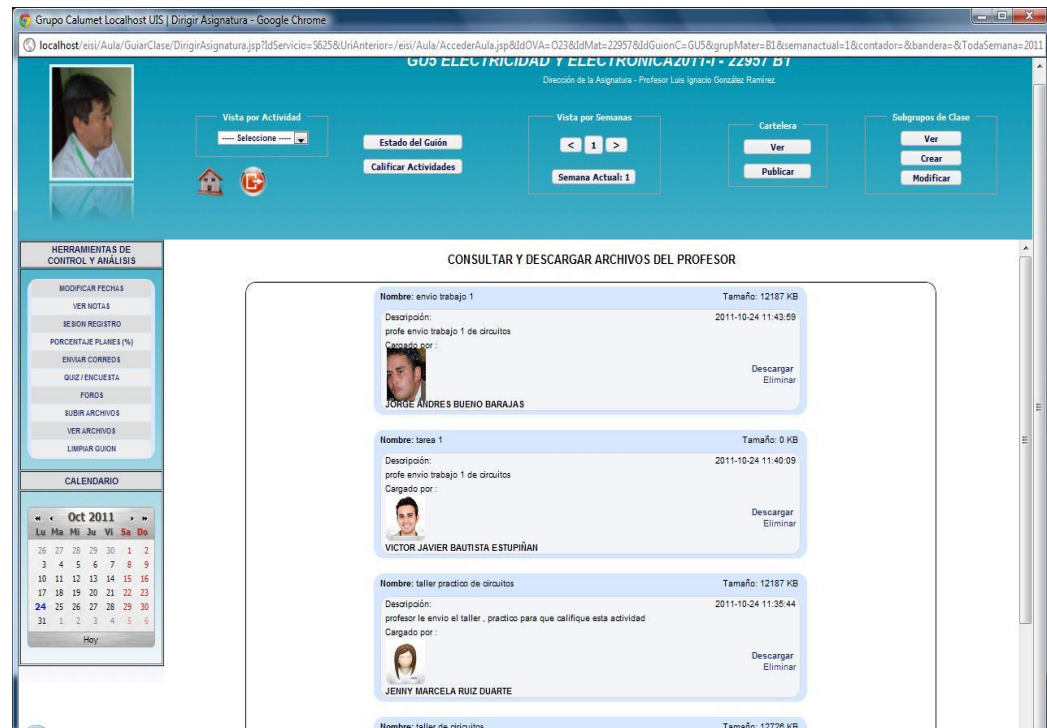 Grupo Calumet Localhost UIS | Dirigir Asignatura - Google Chrome
localhost/eisi/Aula/GuiarClase/DirigirAsignatura.jsp?IdServicio=S625&UriAnterior=/eisi/Aula/AccederAula.jsp&IdOVA=O23&IdMat=22957&IdGuionC=GU5&grupMater=B1&semanactual=1&contador=&bandera=&TodaSemana=2011
GU5 ELECTRICIDAD Y ELECTRONICA2011-I - 22957 B1
Dirección de la Asignatura - Profesor Luis Ignacio González Ramírez
Vista por Actividad
----- Seleccione -----
Estado del Guión
Calificar Actividades
Vista por Semanas
< 1 >
Semana Actual: 1
Cartelera
Ver
Publicar
Subgrupos de Clase
Ver
Crear
Modificar
HERRAMIENTAS DE
CONTROL Y ANÁLISIS
MODIFICAR FECHAS
VER NOTAS
SESION REGISTRO
PORCENTAJE PLANES (%)
ENVIAR CORREOS
QUIZ / ENCUESTA
FOROS
SUBIR ARCHIVOS
VER ARCHIVOS
LIMPIAR GUION
CALENDARIO
« ‹ Oct 2011 › »
Lu Ma Mi Ju Vi Sa Do
26 27 28 29 30 1 2
3 4 5 6 7 8 9
10 11 12 13 14 15 16
17 18 19 20 21 22 23
24 25 26 27 28 29 30
31 1 2 3 4 5 6
Hoy
CONSULTAR Y DESCARGAR ARCHIVOS DEL PROFESOR
Nombre: envio trabajo 1 Tamaño: 12187 KB
Descripción: 2011-10-24 11:43:59
profe envio trabajo 1 de circuitos
Cargado por :
Descargar
Eliminar
JORGE ANDRES BUENO BARAJAS
Nombre: tarea 1 Tamaño: 0 KB
Descripción: 2011-10-24 11:40:09
profe envio trabajo 1 de circuitos
Cargado por :
Descargar
Eliminar
VICTOR JAVIER BAUTISTA ESTUPIÑAN
Nombre: taller practico de circuitos Tamaño: 12187 KB
Descripción: 2011-10-24 11:35:44
profesor le envio el taller , practico para que califique esta actividad
Cargado por :
Descargar
Eliminar
JENNY MARCELA RUIZ DUARTE
Nombre: taller de ciricuitos Tamaño: 12726 KB